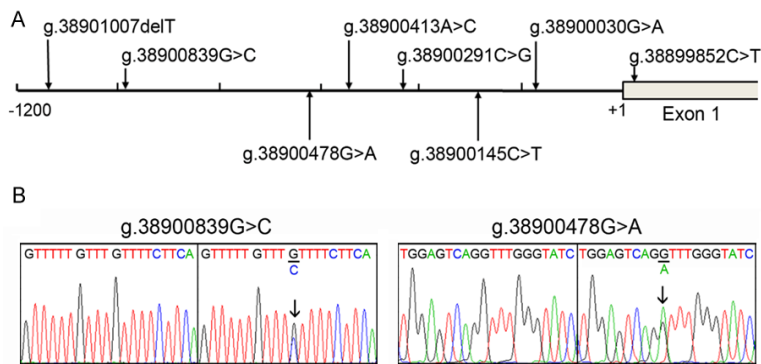 A
g.38901007delT
g.38900413A>C
g.38900030G>A
g.38900839G>C
g.38900291C>G
g.38899852C>T
-1200
+1
Exon 1
g.38900478G>A
g.38900145C>T
B
g.38900839G>C
g.38900478G>A
GTTTTT GTTT GTTTTCTTCA
GTTTTTT GTTT GTTTTCTTCA
TGGAGTCAGGTTTGGGTATC
TGGAGTCAGGTTTGGGTATC
C
A